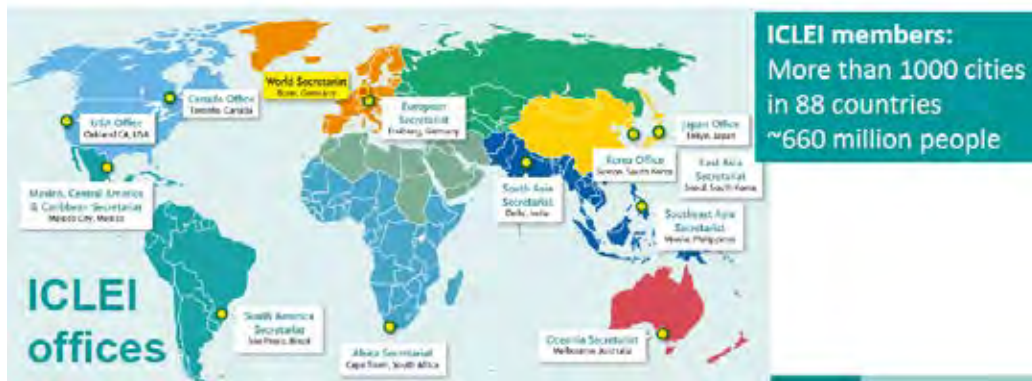 ICLEI members:
More than 1000 cities
in 88 countries
~660 million people
World Secretariat
Bonn, Germany
Canada Office
Toronto, Canada
USA Office
Oakland CA, USA
European
Secretariat
Freiburg, Germany
Japan Office
Tokyo, Japan
Korea Office
Suwon, South Korea
East Asia
Secretariat
Seoul, South Korea
Mexico, Central America
& Caribbean Secretariat
Mexico City, Mexico
South Asia
Secretariat
Delhi, India
Southeast Asia
Secretariat
Manila, Philippines
ICLEI
offices
South America
Secretariat
Sao Paulo, Brazil
Africa Secretariat
Cape Town, South Africa
Oceania Secretariat
Melbourne, Australia